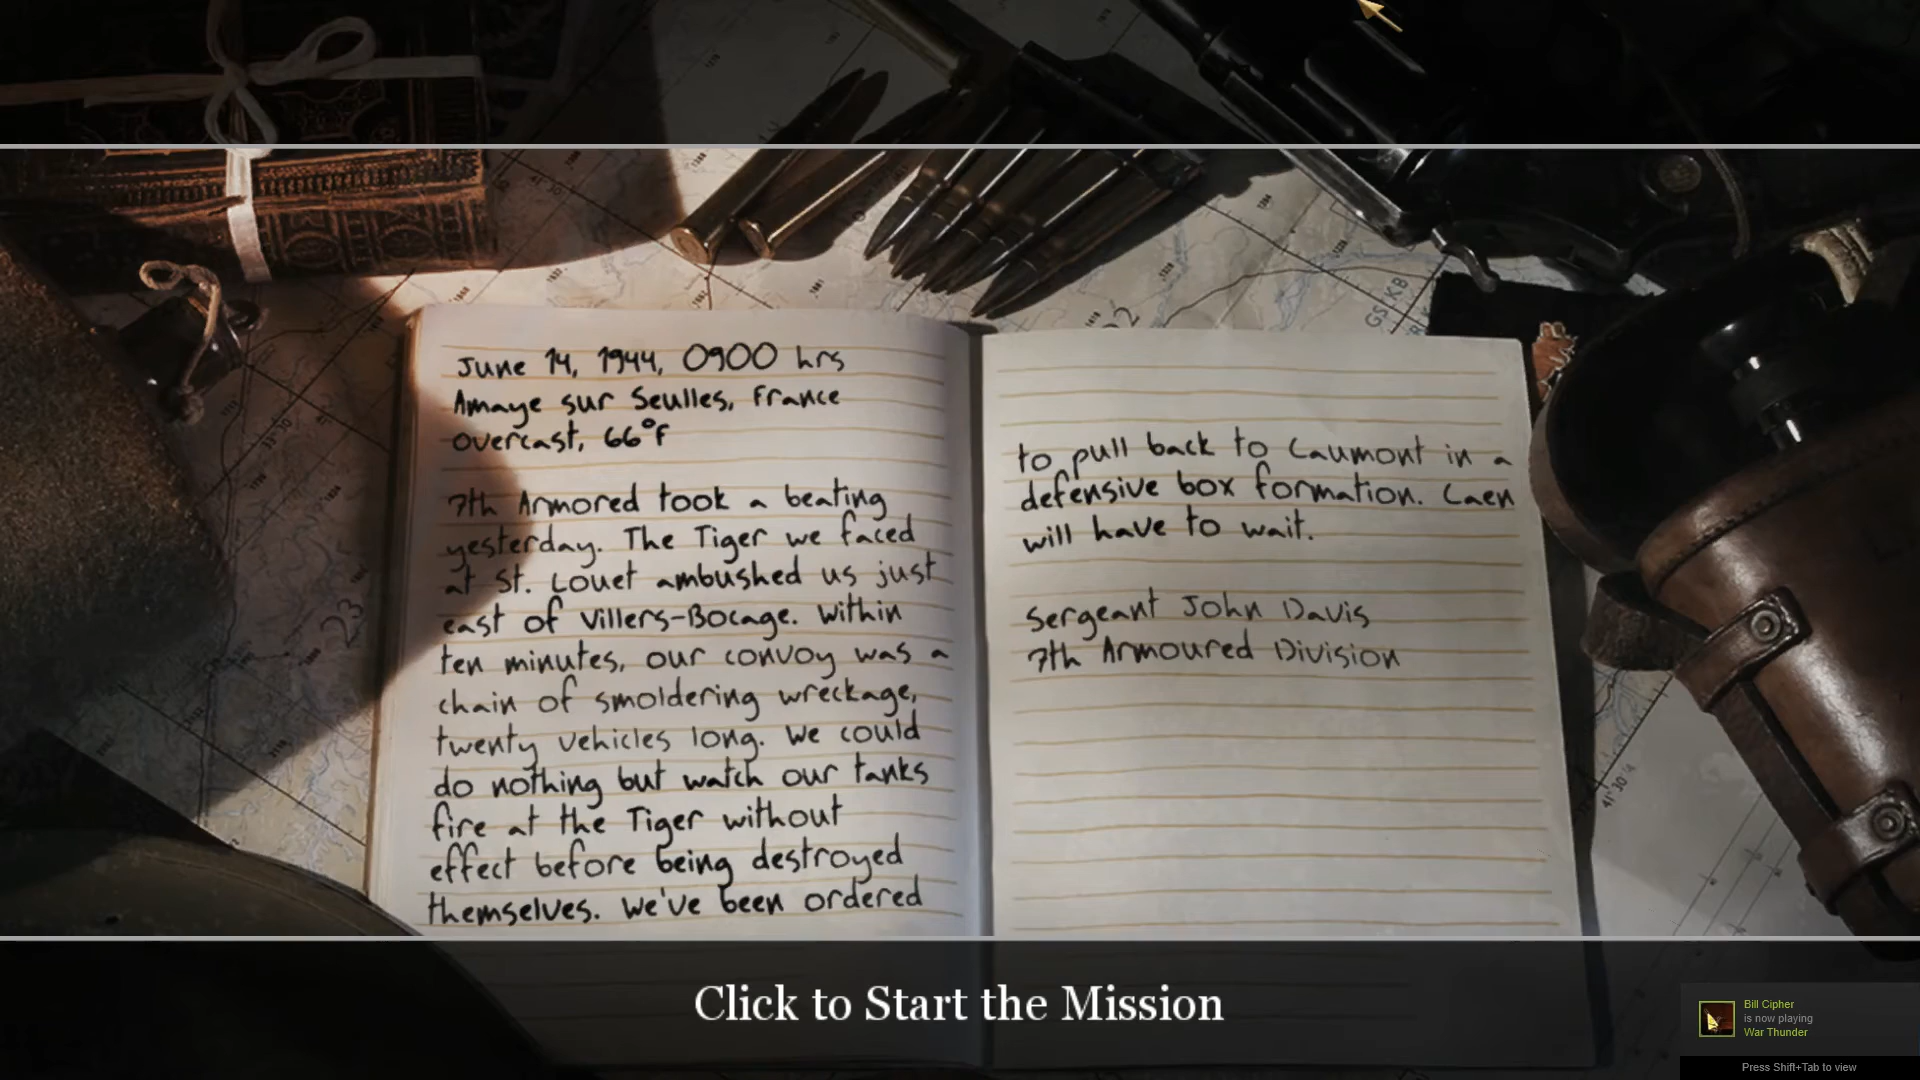 June 14, 1944, 0900 hrs
Amaye sur Seulles, France
Overcast, 66°F
7th Armored took a beating
yesterday. The Tiger we faced
at St. Louet ambushed us just
east of Villers-Bocage. Within
ten minutes, our convoy was a
chain of smoldering wreckage,
twenty vehicles long. We could
do nothing but watch our tanks
fire at the Tiger without
effect before being destroyed
themselves. We've been ordered
to pull back to Caumont in a
defensive box formation. Caen
will have to wait.
Sergeant John Davis
7th Armoured Division
Click to Start the Mission
Bill Cipher
is now playing
War Thunder
Press Shift+Tab to view
GSKB
23